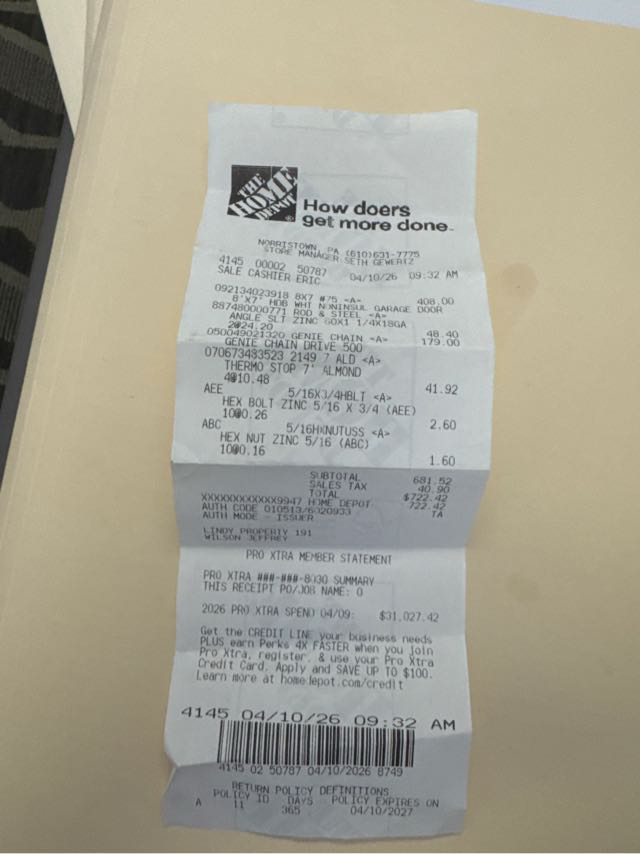 THE
HOME
DEPOT
®
How doers
get more done™
NORRISTOWN PA (610)631-7775
STORE MANAGER SETH GEWERTZ
4145 00002 50787 04/10/26 09:32 AM
SALE CASHIER ERIC
092134023918 8X7 #75 <A> 408.00
8'X7' HDB WHT NONINSUL GARAGE DOOR
887480000771 ROD & STEEL <A>
ANGLE SLT ZINC 60X1 1/4X18GA
2@24.20 48.40
050049021320 GENIE CHAIN <A> 179.00
GENIE CHAIN DRIVE 500
070673483523 2149 7 ALD <A>
THERMO STOP 7' ALMOND
4@10.48 41.92
AEE 5/16X3/4HBLT <A>
HEX BOLT ZINC 5/16 X 3/4 (AEE)
10@0.26 2.60
ABC 5/16HXNUTUSS <A>
HEX NUT ZINC 5/16 (ABC)
10@0.16 1.60
SUBTOTAL 681.52
SALES TAX 40.90
TOTAL $722.42
XXXXXXXXXXXX9947 HOME DEPOT 722.42
AUTH CODE 010513/6020933 TA
AUTH MODE - ISSUER
LINDY PROPERTY 191
WILSON JEFFREY
PRO XTRA MEMBER STATEMENT
PRO XTRA ###-###-8030 SUMMARY
THIS RECEIPT PO/JOB NAME: 0
2026 PRO XTRA SPEND 04/09: $31,027.42
Get the CREDIT LINE your business needs
PLUS earn Perks 4X FASTER when you join
Pro Xtra, register, & use your Pro Xtra
Credit Card. Apply and SAVE UP TO $100.
Learn more at homedepot.com/credit
4145 04/10/26 09:32 AM
4145 02 50787 04/10/2026 8749
RETURN POLICY DEFINITIONS
POLICY ID DAYS POLICY EXPIRES ON
A 11 365 04/10/2027